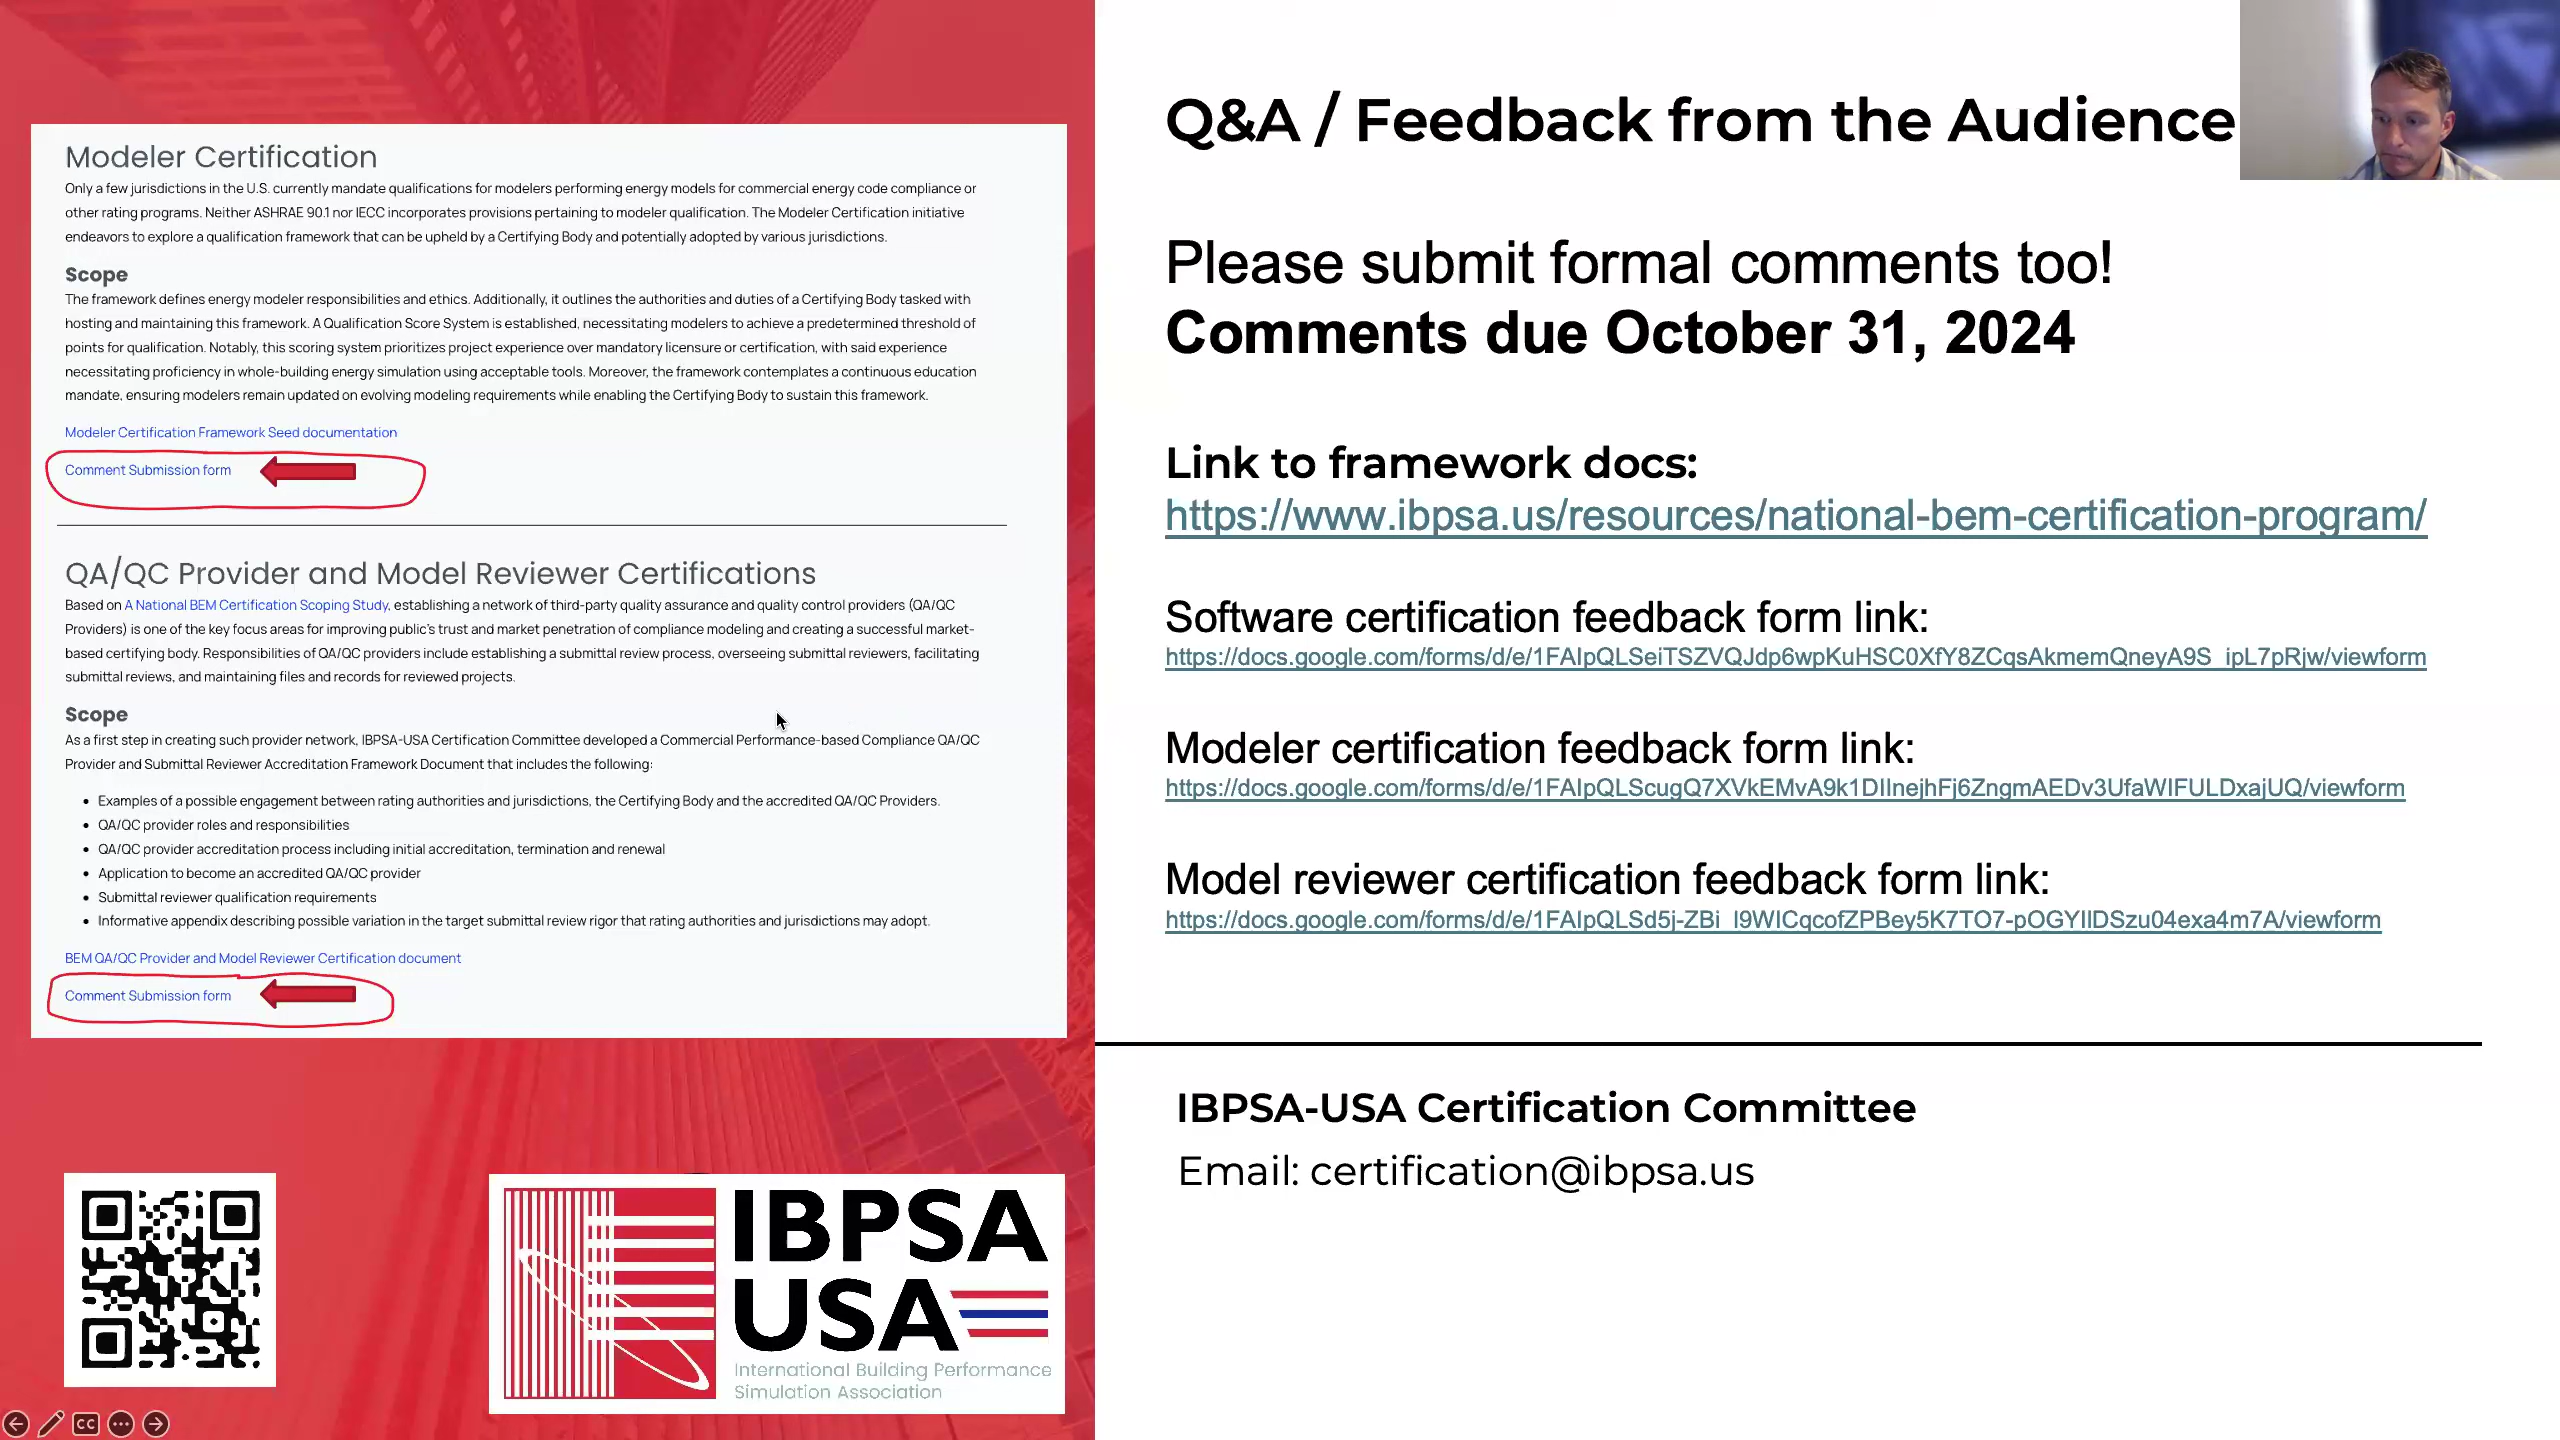 Modeler Certification
Only a few jurisdictions in the U.S. currently mandate qualifications for modelers performing energy models for commercial energy code compliance or
other rating programs. Neither ASHRAE 90.1 nor IECC incorporates provisions pertaining to modeler qualification. The Modeler Certification initiative
endeavors to explore a qualification framework that can be upheld by a Certifying Body and potentially adopted by various jurisdictions.
Scope
The framework defines energy modeler responsibilities and ethics. Additionally, it outlines the authorities and duties of a Certifying Body tasked with
hosting and maintaining this framework. A Qualification Score System is established, necessitating modelers to achieve a predetermined threshold of
points for qualification. Notably, this scoring system prioritizes project experience over mandatory licensure or certification, with said experience
necessitating proficiency in whole-building energy simulation using acceptable tools. Moreover, the framework contemplates a continuous education
mandate, ensuring modelers remain updated on evolving modeling requirements while enabling the Certifying Body to sustain this framework.
Modeler Certification Framework Seed documentation
Comment Submission form
QA/QC Provider and Model Reviewer Certifications
Based on A National BEM Certification Scoping Study, establishing a network of third-party quality assurance and quality control providers (QA/QC
Providers) is one of the key focus areas for improving public's trust and market penetration of compliance modeling and creating a successful market-
based certifying body. Responsibilities of QA/QC providers include establishing a submittal review process, overseeing submittal reviewers, facilitating
submittal reviews, and maintaining files and records for reviewed projects.
Scope
As a first step in creating such provider network, IBPSA-USA Certification Committee developed a Commercial Performance-based Compliance QA/QC
Provider and Submittal Reviewer Accreditation Framework Document that includes the following:
• Examples of a possible engagement between rating authorities and jurisdictions, the Certifying Body and the accredited QA/QC Providers.
• QA/QC provider roles and responsibilities
• QA/QC provider accreditation process including initial accreditation, termination and renewal
• Application to become an accredited QA/QC provider
• Submittal reviewer qualification requirements
• Informative appendix describing possible variation in the target submittal review rigor that rating authorities and jurisdictions may adopt.
BEM QA/QC Provider and Model Reviewer Certification document
Comment Submission form
IBPSA
USA
International Building Performance
Simulation Association
CC
Q&A / Feedback from the Audience
Please submit formal comments too!
Comments due October 31, 2024
Link to framework docs:
https://www.ibpsa.us/resources/national-bem-certification-program/
Software certification feedback form link:
https://docs.google.com/forms/d/e/1FAIpQLSeiTSZVQJdp6wpKuHSC0XfY8ZCqsAkmemQneyA9S_ipL7pRjw/viewform
Modeler certification feedback form link:
https://docs.google.com/forms/d/e/1FAIpQLScugQ7XVkEMvA9k1DIlnejhFj6ZngmAEDv3UfaWIFULDxajUQ/viewform
Model reviewer certification feedback form link:
https://docs.google.com/forms/d/e/1FAIpQLSd5j-ZBi_I9WICqcofZPBey5K7TO7-pOGYIlDSzu04exa4m7A/viewform
IBPSA-USA Certification Committee
Email: certification@ibpsa.us